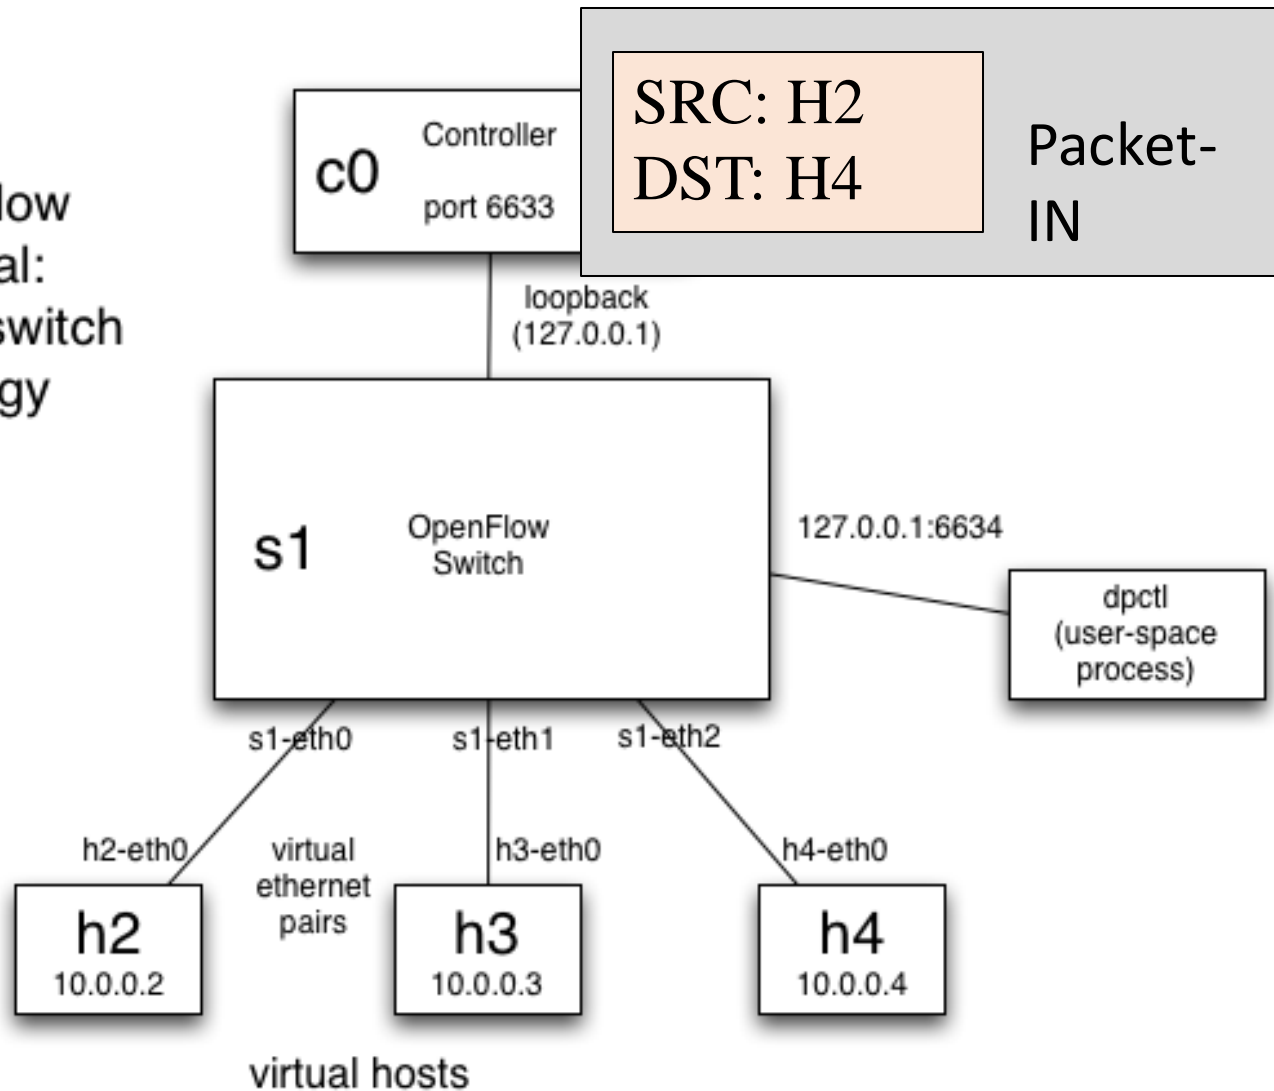 SRC: H2
DST: H4
Packet-
IN
Controller
c0
port 6633
low
al:
switch
gy
loopback
(127.0.0.1)
s1
OpenFlow
Switch
127.0.0.1:6634
dpctl
(user-space
process)
s1-eth0
s1-eth1
s1-eth2
h2-eth0
virtual
ethernet
pairs
h3-eth0
h4-eth0
h2
10.0.0.2
h3
10.0.0.3
h4
10.0.0.4
virtual hosts